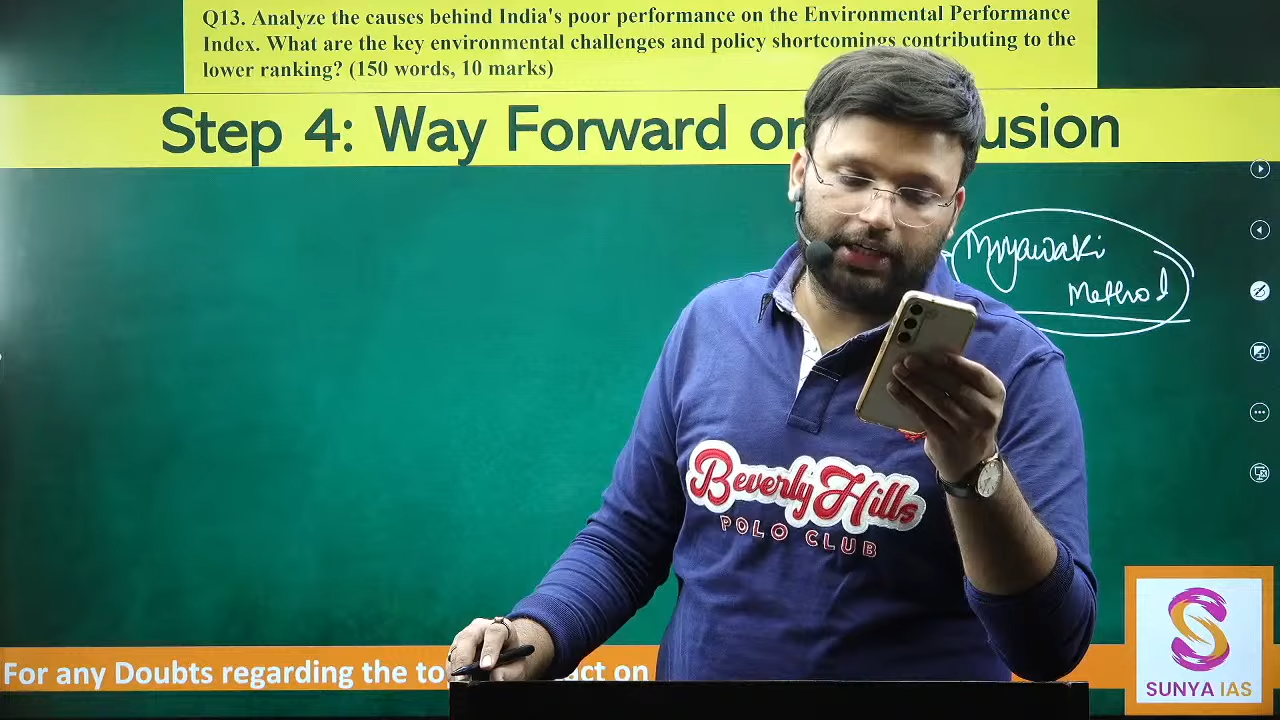 Q13. Analyze the causes behind India's poor performance on the Environmental Performance
Index. What are the key environmental challenges and policy shortcomings contributing to the
lower ranking? (150 words, 10 marks)
Step 4: Way Forward or usion
Myyawaki
Method
Beverly Hills
POLO CLUB
For any Doubts regarding the to act on
SUNYA IAS